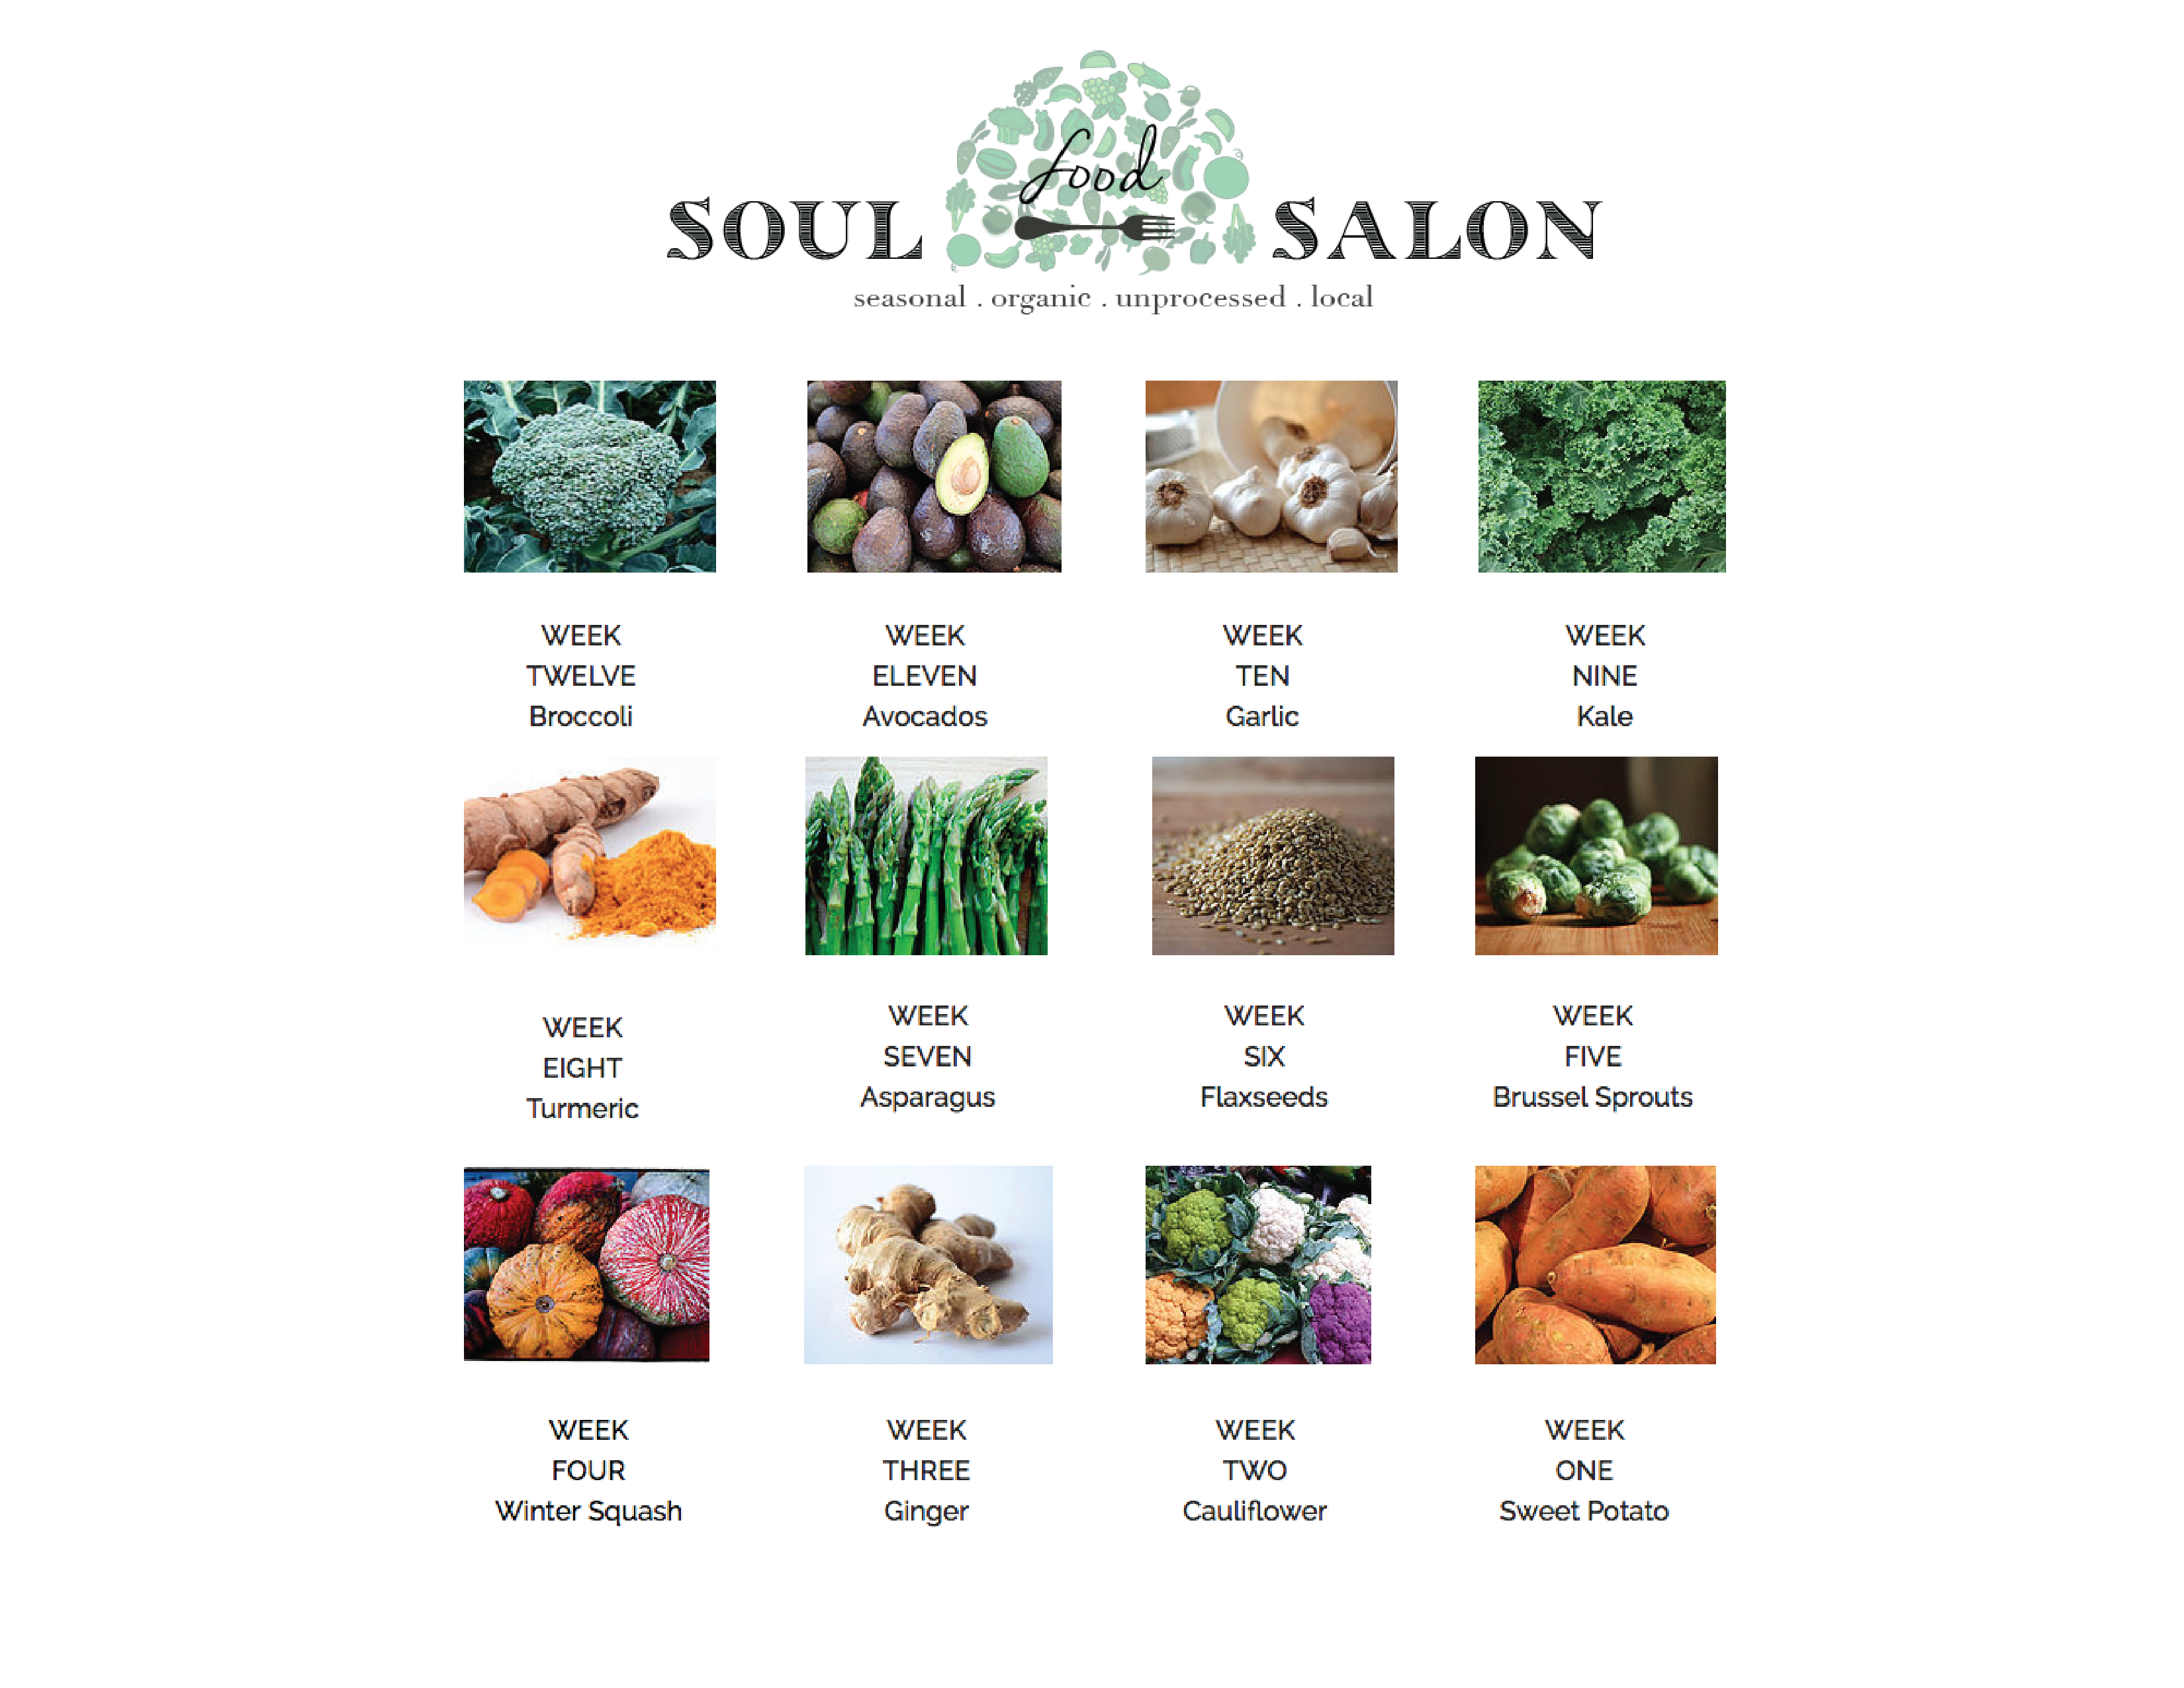 SOUL food SALON
seasonal . organic . unprocessed . local
WEEK
TWELVE
Broccoli
WEEK
ELEVEN
Avocados
WEEK
TEN
Garlic
WEEK
NINE
Kale
WEEK
EIGHT
Turmeric
WEEK
SEVEN
Asparagus
WEEK
SIX
Flaxseeds
WEEK
FIVE
Brussel Sprouts
WEEK
FOUR
Winter Squash
WEEK
THREE
Ginger
WEEK
TWO
Cauliflower
WEEK
ONE
Sweet Potato